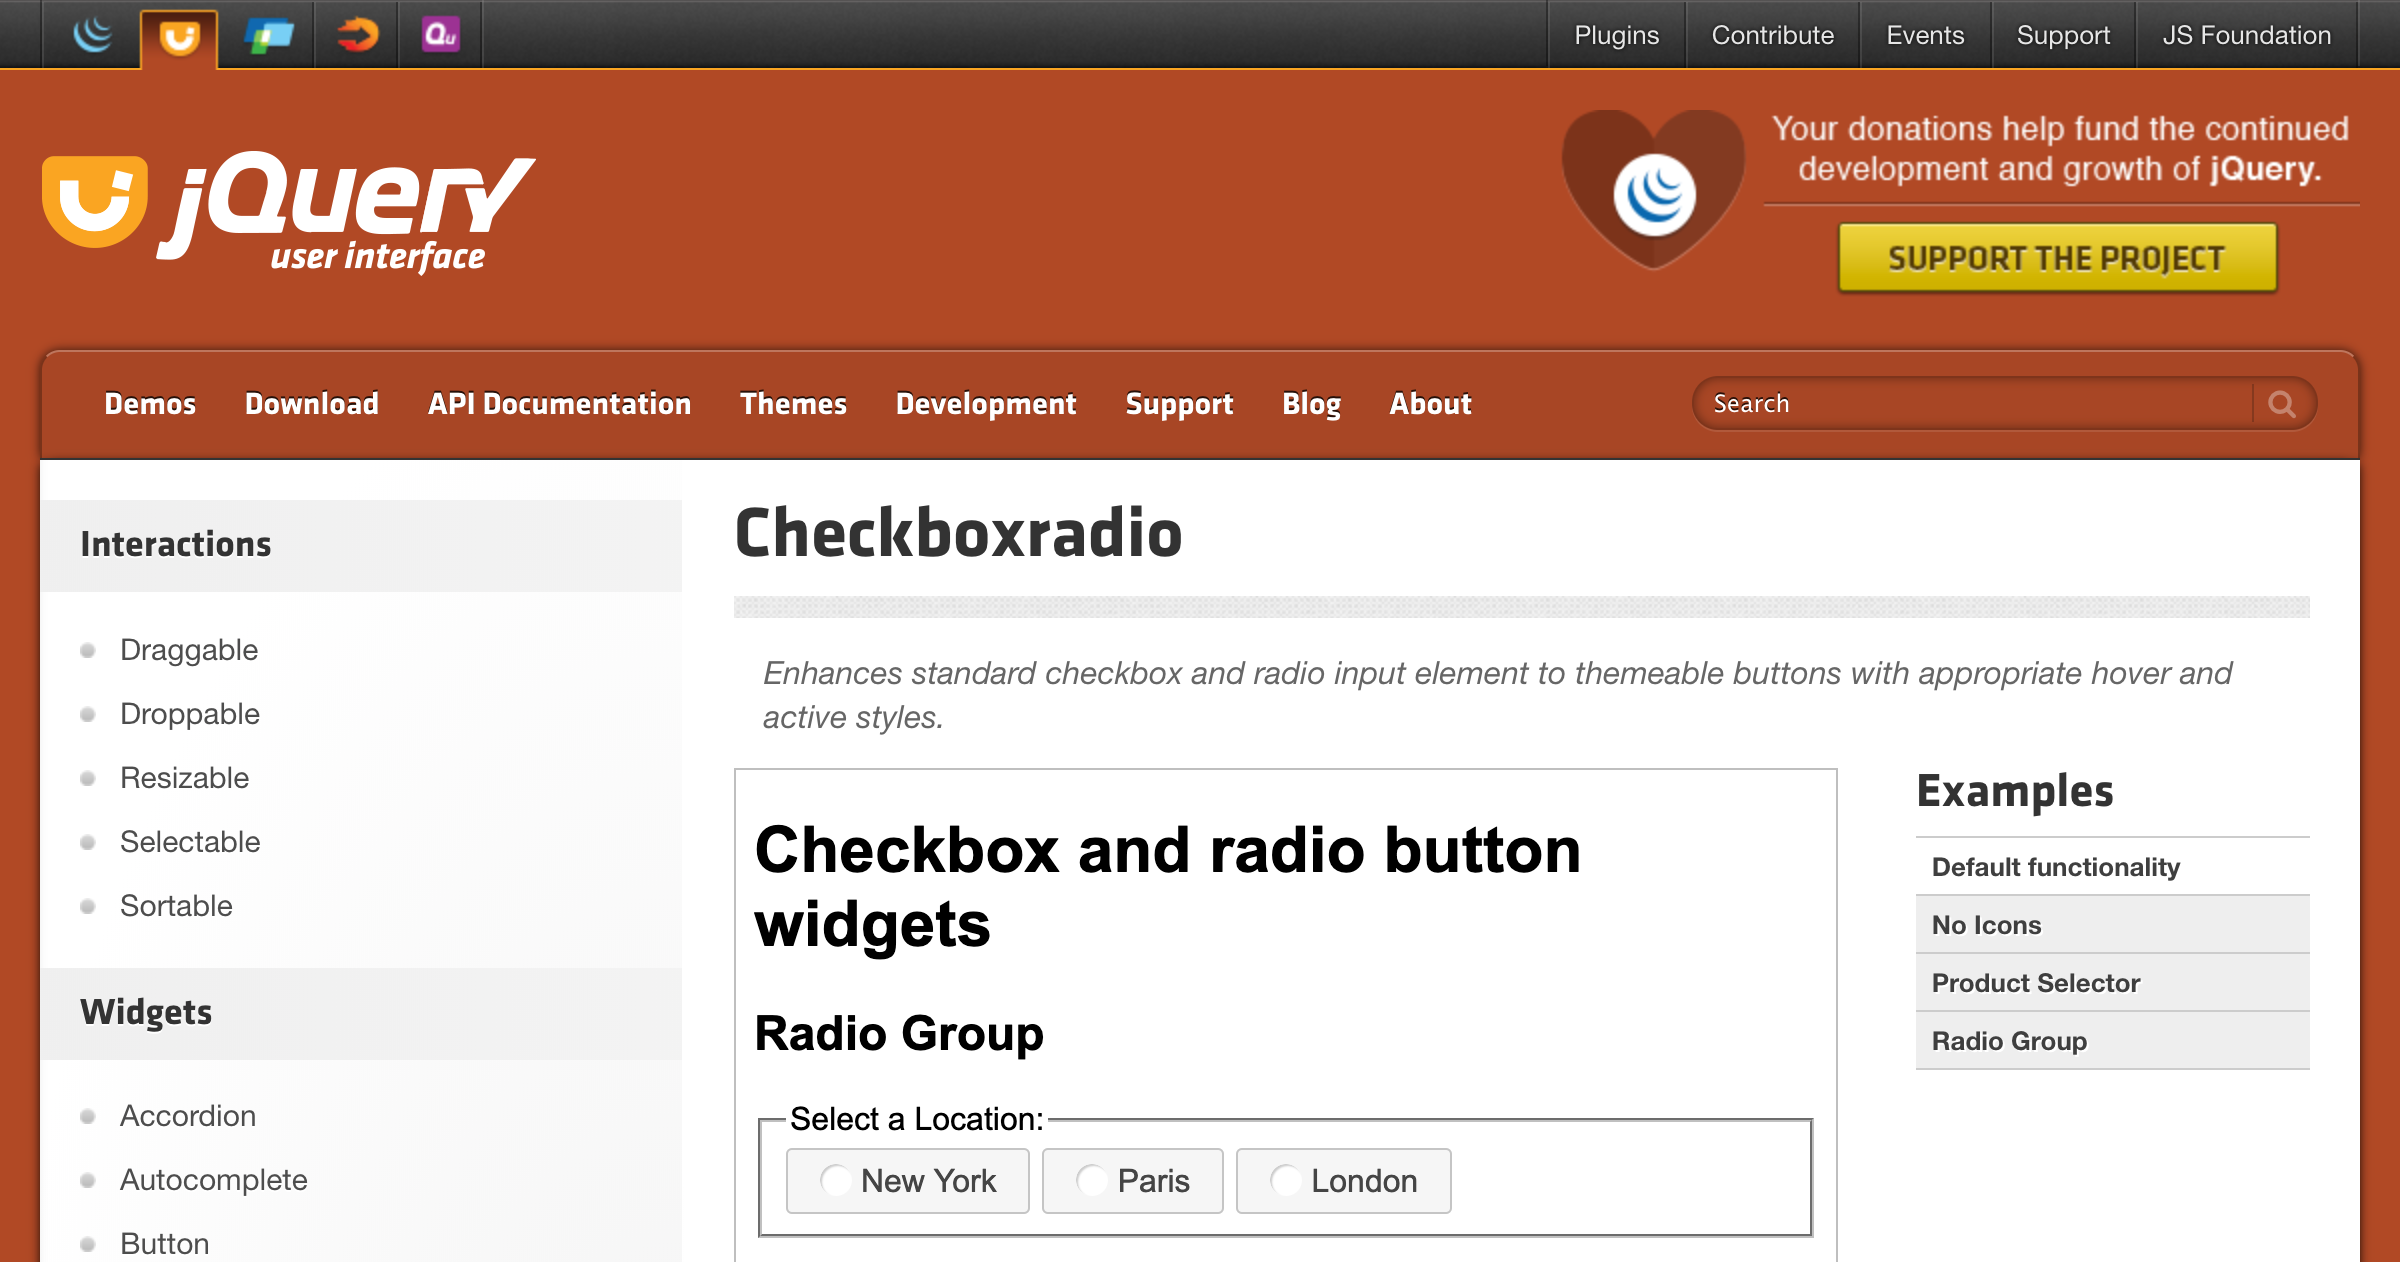 Qu
Plugins
Contribute
Events
Support
JS Foundation
jQuery
user interface
Your donations help fund the continued
development and growth of jQuery.
SUPPORT THE PROJECT
Demos
Download
API Documentation
Themes
Development
Support
Blog
About
Search
Interactions
Draggable
Droppable
Resizable
Selectable
Sortable
Widgets
Accordion
Autocomplete
Button
Checkboxradio
Enhances standard checkbox and radio input element to themeable buttons with appropriate hover and
active styles.
Checkbox and radio button
widgets
Radio Group
Select a Location:
New York
Paris
London
Examples
Default functionality
No Icons
Product Selector
Radio Group